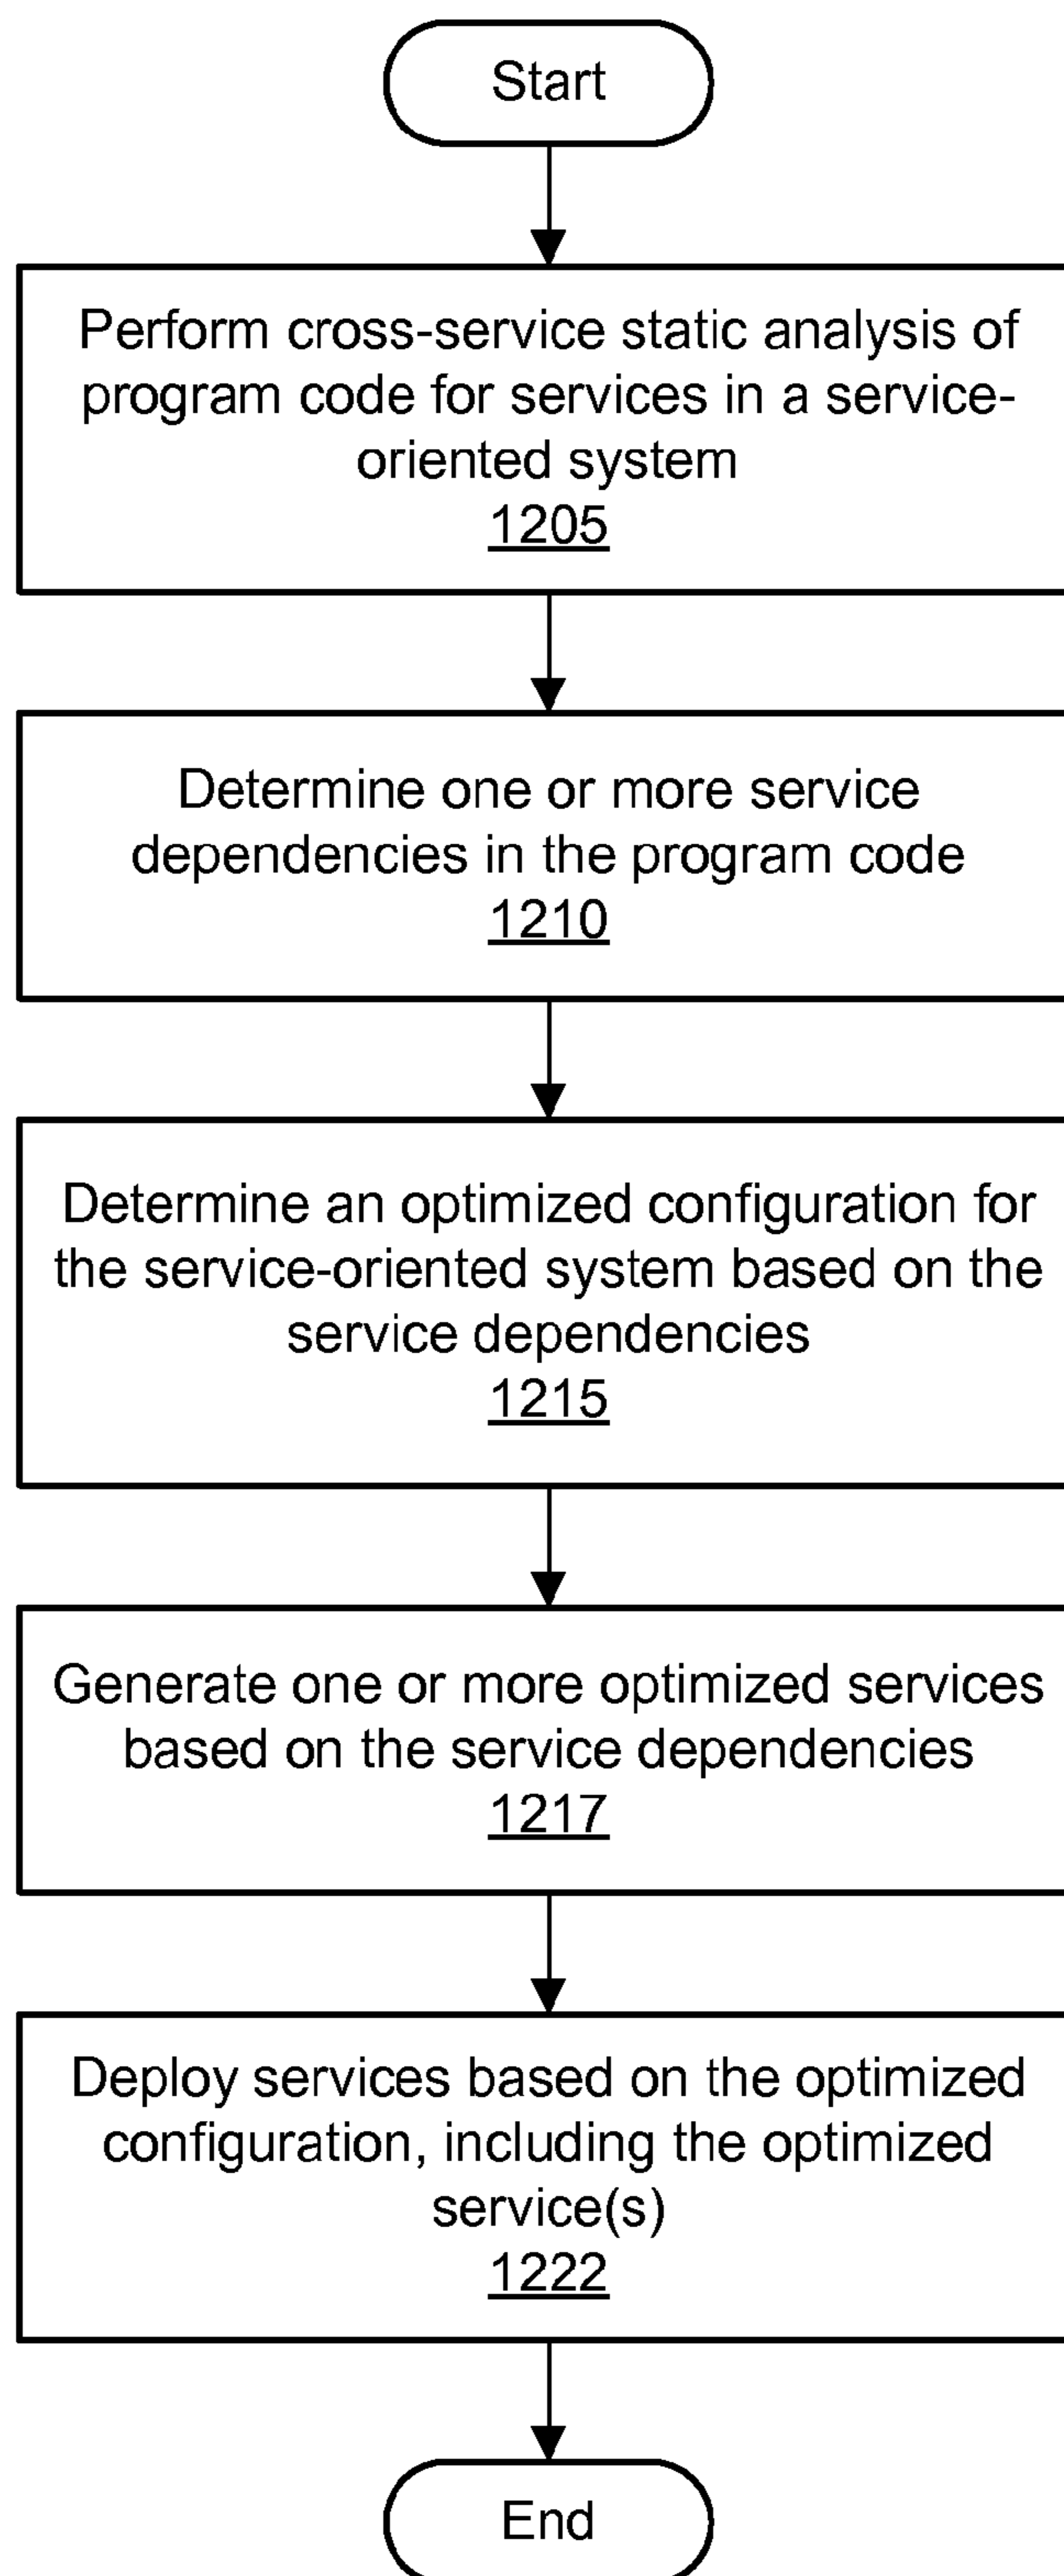 Start
Perform cross-service static analysis of
program code for services in a service-
oriented system
1205
Determine one or more service
dependencies in the program code
1210
Determine an optimized configuration for
the service-oriented system based on the
service dependencies
1215
Generate one or more optimized services
based on the service dependencies
1217
Deploy services based on the optimized
configuration, including the optimized
service(s)
1222
End